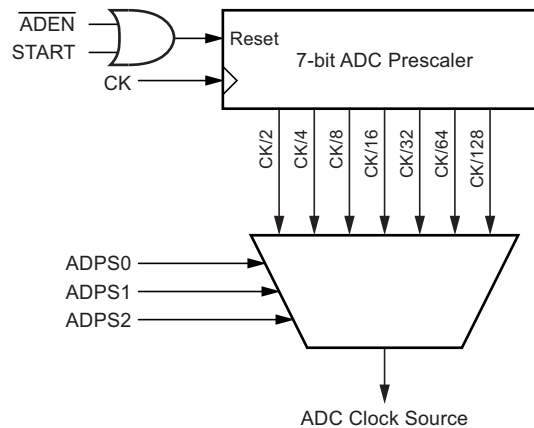 ADEN
START
Reset
7-bit ADC Prescaler
CK
CK/2
CK/4
CK/8
CK/16
CK/32
CK/64
CK/128
ADPS0
ADPS1
ADPS2
ADC Clock Source